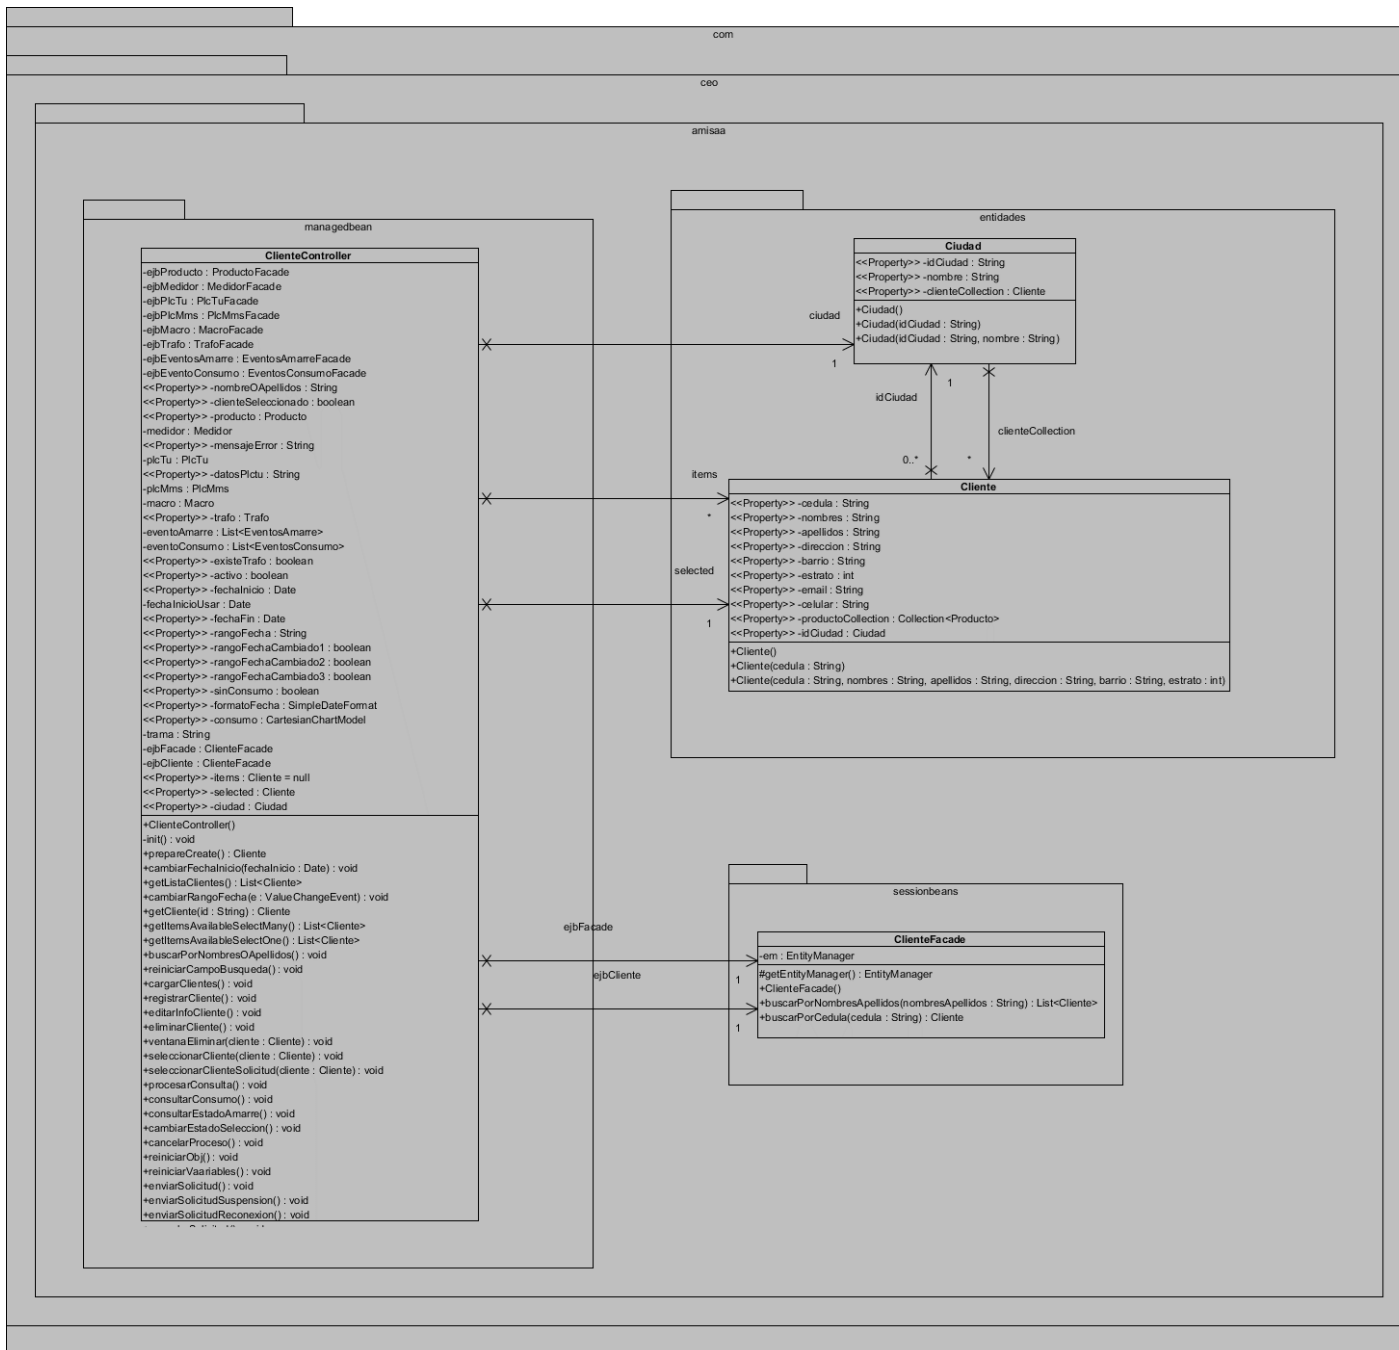 com
ceo
amisaa
managedbean
ClienteController
-ejbProducto : ProductoFacade
-ejbMedidor : MedidorFacade
-ejbPlcTu : PlcTuFacade
-ejbPlcMms : PlcMmsFacade
-ejbMacro : MacroFacade
-ejbTrafo : TrafoFacade
-ejbEventosAmarre : EventosAmarreFacade
-ejbEventoConsumo : EventosConsumoFacade
<<Property>> -nombreOApellidos : String
<<Property>> -clienteSeleccionado : boolean
<<Property>> -producto : Producto
-medidor : Medidor
<<Property>> -mensajeError : String
-plcTu : PlcTu
<<Property>> -datosPlctu : String
-plcMms : PlcMms
-macro : Macro
<<Property>> -trafo : Trafo
-eventoAmarre : List<EventosAmarre>
-eventoConsumo : List<EventosConsumo>
<<Property>> -existeTrafo : boolean
<<Property>> -activo : boolean
<<Property>> -fechaInicio : Date
-fechaInicioUsar : Date
<<Property>> -fechaFin : Date
<<Property>> -rangoFecha : String
<<Property>> -rangoFechaCambiado1 : boolean
<<Property>> -rangoFechaCambiado2 : boolean
<<Property>> -rangoFechaCambiado3 : boolean
<<Property>> -sinConsumo : boolean
<<Property>> -formatoFecha : SimpleDateFormat
<<Property>> -consumo : CartesianChartModel
-trama : String
-ejbFacade : ClienteFacade
-ejbCliente : ClienteFacade
<<Property>> -items : Cliente = null
<<Property>> -selected : Cliente
<<Property>> -ciudad : Ciudad
+ClienteController()
-init() : void
+prepareCreate() : Cliente
+cambiarFechaInicio(fechaInicio : Date) : void
+getListaClientes() : List<Cliente>
+cambiarRangoFecha(e : ValueChangeEvent) : void
+getCliente(id : String) : Cliente
+getItemsAvailableSelectMany() : List<Cliente>
+getItemsAvailableSelectOne() : List<Cliente>
+buscarPorNombresOApellidos() : void
+reiniciarCampoBusqueda() : void
+cargarClientes() : void
+registrarCliente() : void
+editarInfoCliente() : void
+eliminarCliente() : void
+ventanaEliminar(cliente : Cliente) : void
+seleccionarCliente(cliente : Cliente) : void
+seleccionarClienteSolicitud(cliente : Cliente) : void
+procesarConsulta() : void
+consultarConsumo() : void
+consultarEstadoAmarre() : void
+cambiarEstadoSeleccion() : void
+cancelarProceso() : void
+reiniciarObj() : void
+reiniciarVaariables() : void
+enviarSolicitud() : void
+enviarSolicitudSuspension() : void
+enviarSolicitudReconexion() : void
entidades
Ciudad
<<Property>> -idCiudad : String
<<Property>> -nombre : String
<<Property>> -clienteCollection : Cliente
+Ciudad()
+Ciudad(idCiudad : String)
+Ciudad(idCiudad : String, nombre : String)
ciudad
1
1
idCiudad
clienteCollection
0..*
*
items
*
selected
1
Cliente
<<Property>> -cedula : String
<<Property>> -nombres : String
<<Property>> -apellidos : String
<<Property>> -direccion : String
<<Property>> -barrio : String
<<Property>> -estrato : int
<<Property>> -email : String
<<Property>> -celular : String
<<Property>> -productoCollection : Collection<Producto>
<<Property>> -idCiudad : Ciudad
+Cliente()
+Cliente(cedula : String)
+Cliente(cedula : String, nombres : String, apellidos : String, direccion : String, barrio : String, estrato : int)
sessionbeans
ejbFacade
1
ejbCliente
1
ClienteFacade
-em : EntityManager
#getEntityManager() : EntityManager
+ClienteFacade()
+buscarPorNombresApellidos(nombresApellidos : String) : List<Cliente>
+buscarPorCedula(cedula : String) : Cliente